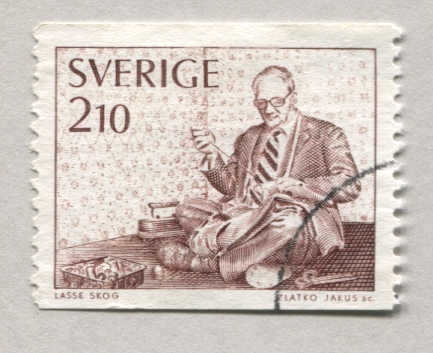 SVERIGE
210
LASSE SKOG ZLATKO JAKUS sc.